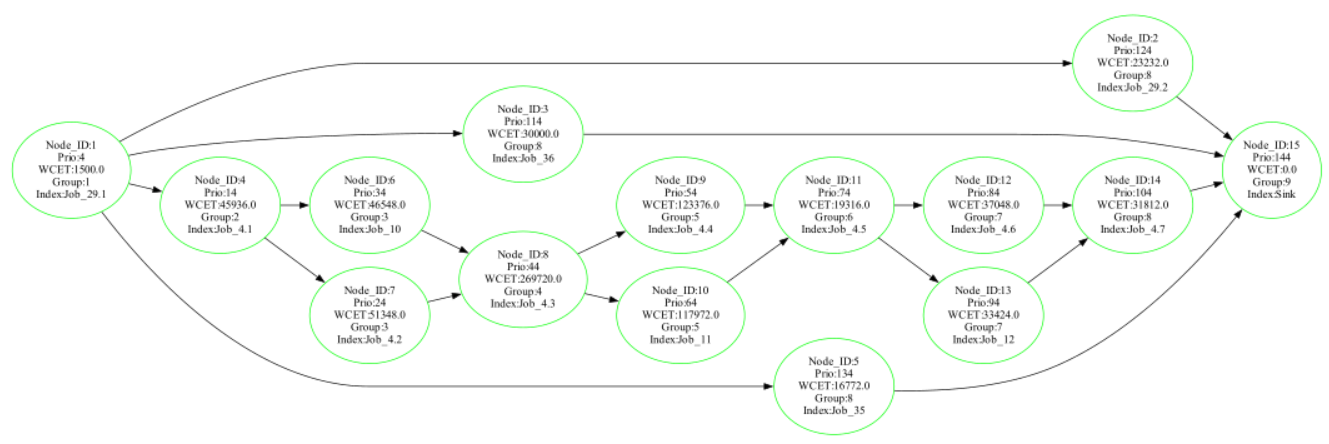 Node_ID:1
Prio:4
WCET:1500.0
Group:1
Index:Job_29.1
Node_ID:2
Prio:124
WCET:23232.0
Group:8
Index:Job_29.2
Node_ID:3
Prio:114
WCET:30000.0
Group:8
Index:Job_36
Node_ID:4
Prio:14
WCET:45936.0
Group:2
Index:Job_4.1
Node_ID:6
Prio:34
WCET:46548.0
Group:3
Index:Job_10
Node_ID:7
Prio:24
WCET:51348.0
Group:3
Index:Job_4.2
Node_ID:8
Prio:44
WCET:269720.0
Group:4
Index:Job_4.3
Node_ID:9
Prio:54
WCET:123376.0
Group:5
Index:Job_4.4
Node_ID:10
Prio:64
WCET:117972.0
Group:5
Index:Job_11
Node_ID:11
Prio:74
WCET:19316.0
Group:6
Index:Job_4.5
Node_ID:12
Prio:84
WCET:37048.0
Group:7
Index:Job_4.6
Node_ID:13
Prio:94
WCET:33424.0
Group:7
Index:Job_12
Node_ID:14
Prio:104
WCET:31812.0
Group:8
Index:Job_4.7
Node_ID:5
Prio:134
WCET:16772.0
Group:8
Index:Job_35
Node_ID:15
Prio:144
WCET:0.0
Group:9
Index:Sink